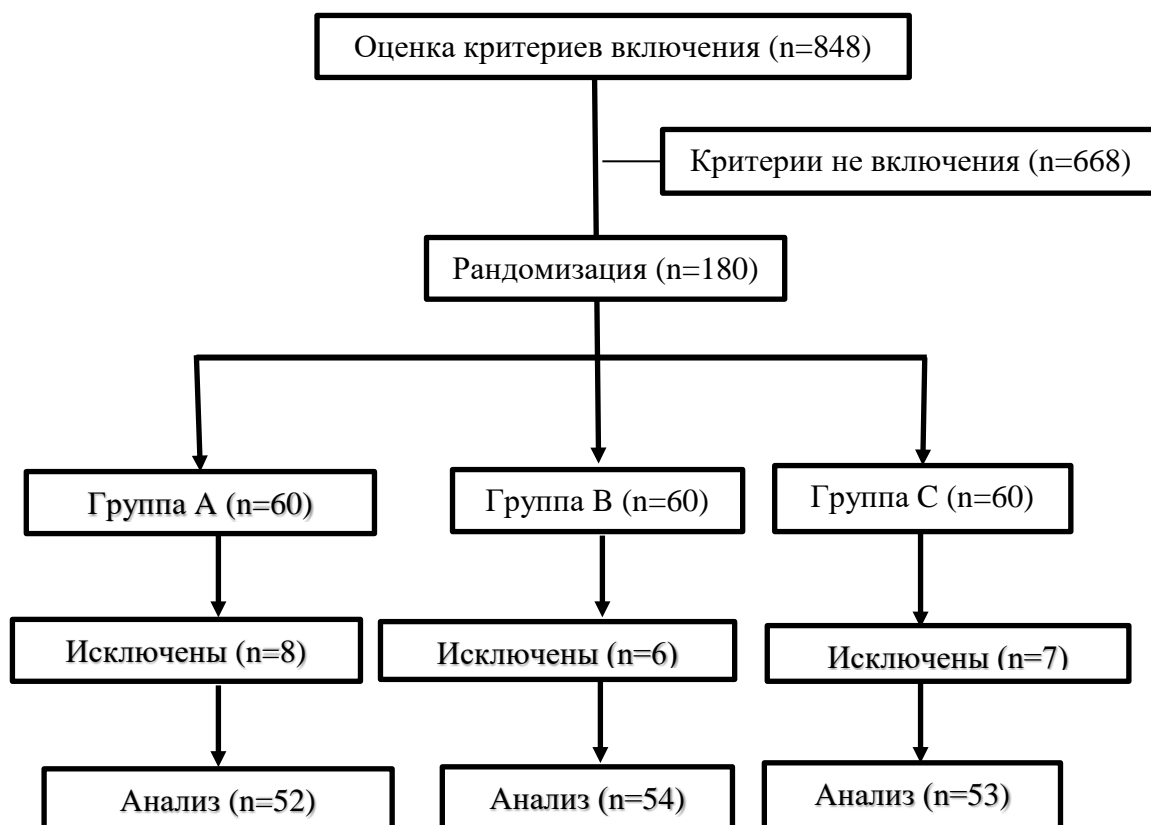 Оценка критериев включения (n=848)
Критерии не включения (n=668)
Рандомизация (n=180)
Группа А (n=60)
Группа В (n=60)
Группа С (n=60)
Исключены (n=8)
Исключены (n=6)
Исключены (n=7)
Анализ (n=52)
Анализ (n=54)
Анализ (n=53)